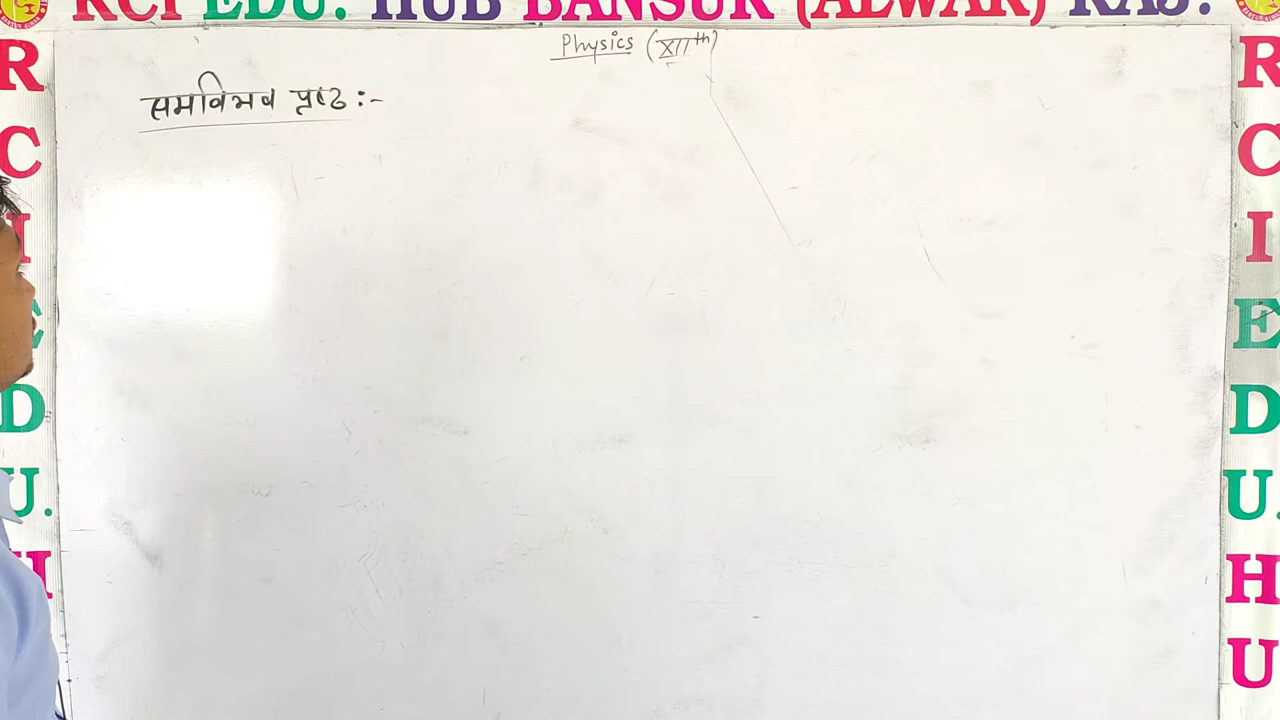 RCI EDU. HUB BANSUR (ALWAR) RAJ.
Physics (XIIth)
समविभव पृष्ठ :-
R
C
I
E
D
U.
H
R
C
I
E
D
U.
H
U